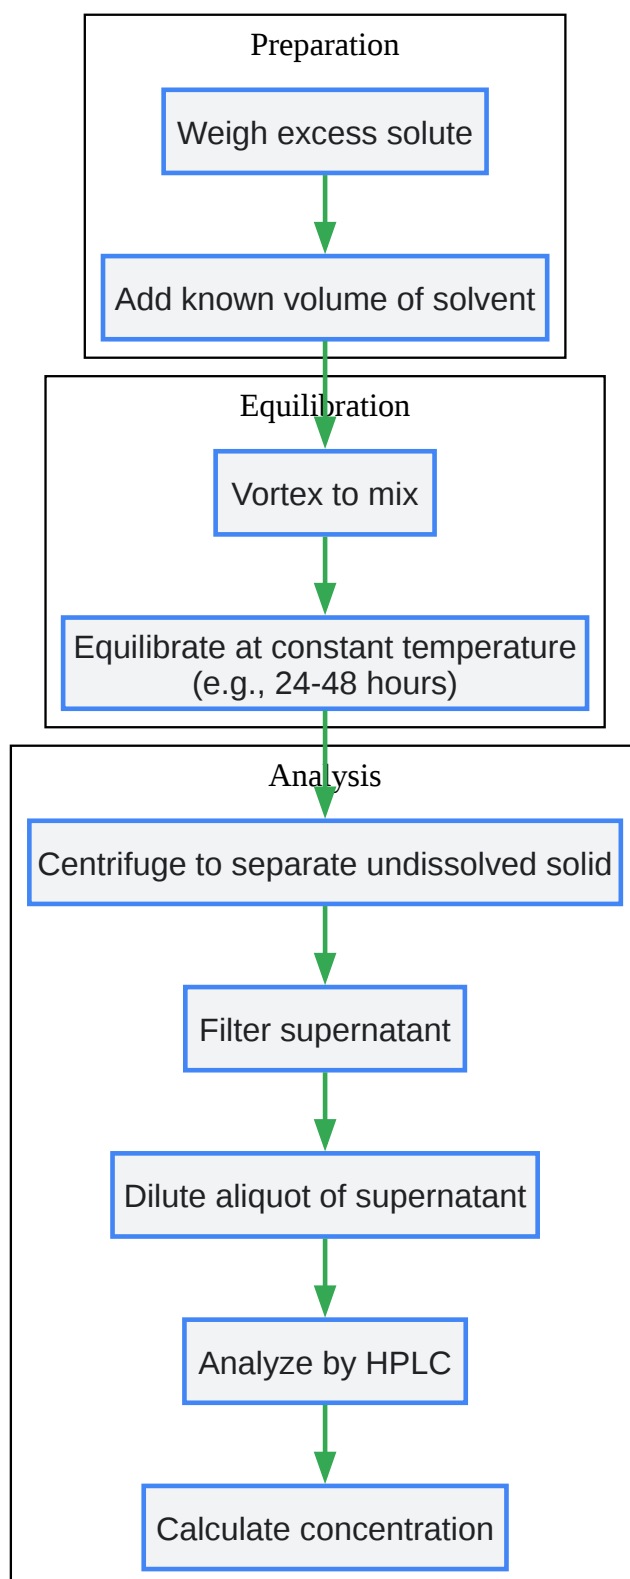 Preparation
Weigh excess solute
Add known volume of solvent
Equilibration
Vortex to mix
Equilibrate at constant temperature
(e.g., 24-48 hours)
Analysis
Centrifuge to separate undissolved solid
Filter supernatant
Dilute aliquot of supernatant
Analyze by HPLC
Calculate concentration